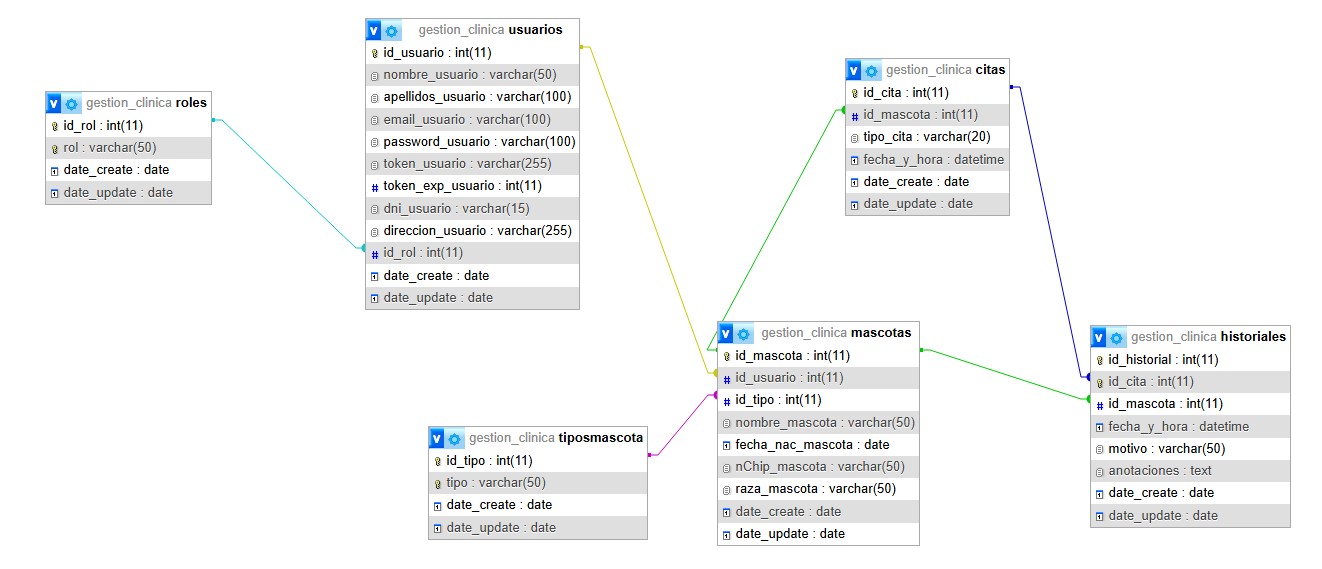 gestion_clinica roles
id_rol : int(11)
rol : varchar(50)
date_create : date
date_update : date
gestion_clinica usuarios
id_usuario : int(11)
nombre_usuario : varchar(50)
apellidos_usuario : varchar(100)
email_usuario : varchar(100)
password_usuario : varchar(100)
token_usuario : varchar(255)
token_exp_usuario : int(11)
dni_usuario : varchar(15)
direccion_usuario : varchar(255)
id_rol : int(11)
date_create : date
date_update : date
gestion_clinica citas
id_cita : int(11)
id_mascota : int(11)
tipo_cita : varchar(20)
fecha_y_hora : datetime
date_create : date
date_update : date
gestion_clinica tiposmascota
id_tipo : int(11)
tipo : varchar(50)
date_create : date
date_update : date
gestion_clinica mascotas
id_mascota : int(11)
id_usuario : int(11)
id_tipo : int(11)
nombre_mascota : varchar(50)
fecha_nac_mascota : date
nChip_mascota : varchar(50)
raza_mascota : varchar(50)
date_create : date
date_update : date
gestion_clinica historiales
id_historial : int(11)
id_cita : int(11)
id_mascota : int(11)
fecha_y_hora : datetime
motivo : varchar(50)
anotaciones : text
date_create : date
date_update : date